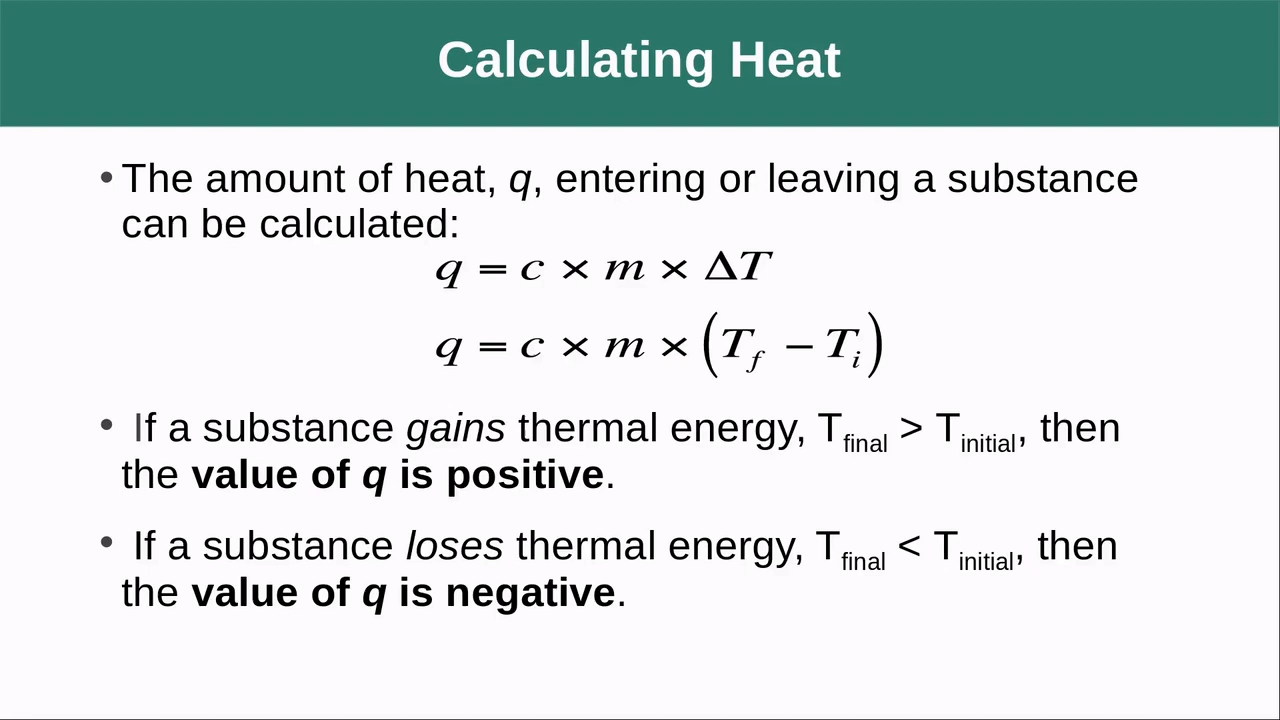 Calculating Heat
• The amount of heat, q, entering or leaving a substance
can be calculated:
q = c × m × ΔT
q = c × m × (T_f − T_i)
• If a substance gains thermal energy, T_final > T_initial, then
the value of q is positive.
• If a substance loses thermal energy, T_final < T_initial, then
the value of q is negative.